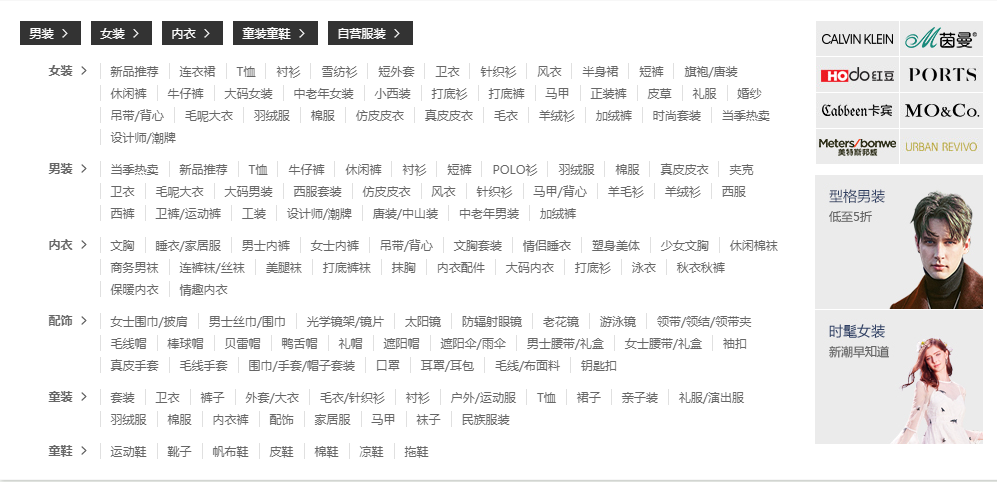 男装 > 女装 > 内衣 > 童装童鞋 > 自营服装 >
女装 > 新品推荐 连衣裙 T恤 衬衫 雪纺衫 短外套 卫衣 针织衫 风衣 半身裙 短裤 旗袍/唐装
休闲裤 牛仔裤 大码女装 中老年女装 小西装 打底衫 打底裤 马甲 正装裤 皮草 礼服 婚纱
吊带/背心 毛呢大衣 羽绒服 棉服 仿皮皮衣 真皮皮衣 毛衣 羊绒衫 加绒裤 时尚套装 当季热卖
设计师/潮牌
男装 > 当季热卖 新品推荐 T恤 牛仔裤 休闲裤 衬衫 短裤 POLO衫 羽绒服 棉服 真皮皮衣 夹克
卫衣 毛呢大衣 大码男装 西服套装 仿皮皮衣 风衣 针织衫 马甲/背心 羊毛衫 羊绒衫 西服
西裤 卫裤/运动裤 工装 设计师/潮牌 唐装/中山装 中老年男装 加绒裤
内衣 > 文胸 睡衣/家居服 男士内裤 女士内裤 吊带/背心 文胸套装 情侣睡衣 塑身美体 少女文胸 休闲棉袜
商务男袜 连裤袜/丝袜 美腿袜 打底裤袜 抹胸 内衣配件 大码内衣 打底衫 泳衣 秋衣秋裤
保暖内衣 情趣内衣
配饰 > 女士围巾/披肩 男士丝巾/围巾 光学镜架/镜片 太阳镜 防辐射眼镜 老花镜 游泳镜 领带/领结/领带夹
毛线帽 棒球帽 贝雷帽 鸭舌帽 礼帽 遮阳帽 遮阳伞/雨伞 男士腰带/礼盒 女士腰带/礼盒 袖扣
真皮手套 毛线手套 围巾/手套/帽子套装 口罩 耳罩/耳包 毛线/布面料 钥匙扣
童装 > 套装 卫衣 裤子 外套/大衣 毛衣/针织衫 衬衫 户外/运动服 T恤 裙子 亲子装 礼服/演出服
羽绒服 棉服 内衣裤 配饰 家居服 马甲 袜子 民族服装
童鞋 > 运动鞋 靴子 帆布鞋 皮鞋 棉鞋 凉鞋 拖鞋
CALVIN KLEIN 茵曼®
HOdo 红豆 PORTS
Cabbeen卡宾 MO&Co.
Meters/bonwe URBAN REVIVO
美特斯邦威
型格男装
低至5折
时髦女装
新潮早知道